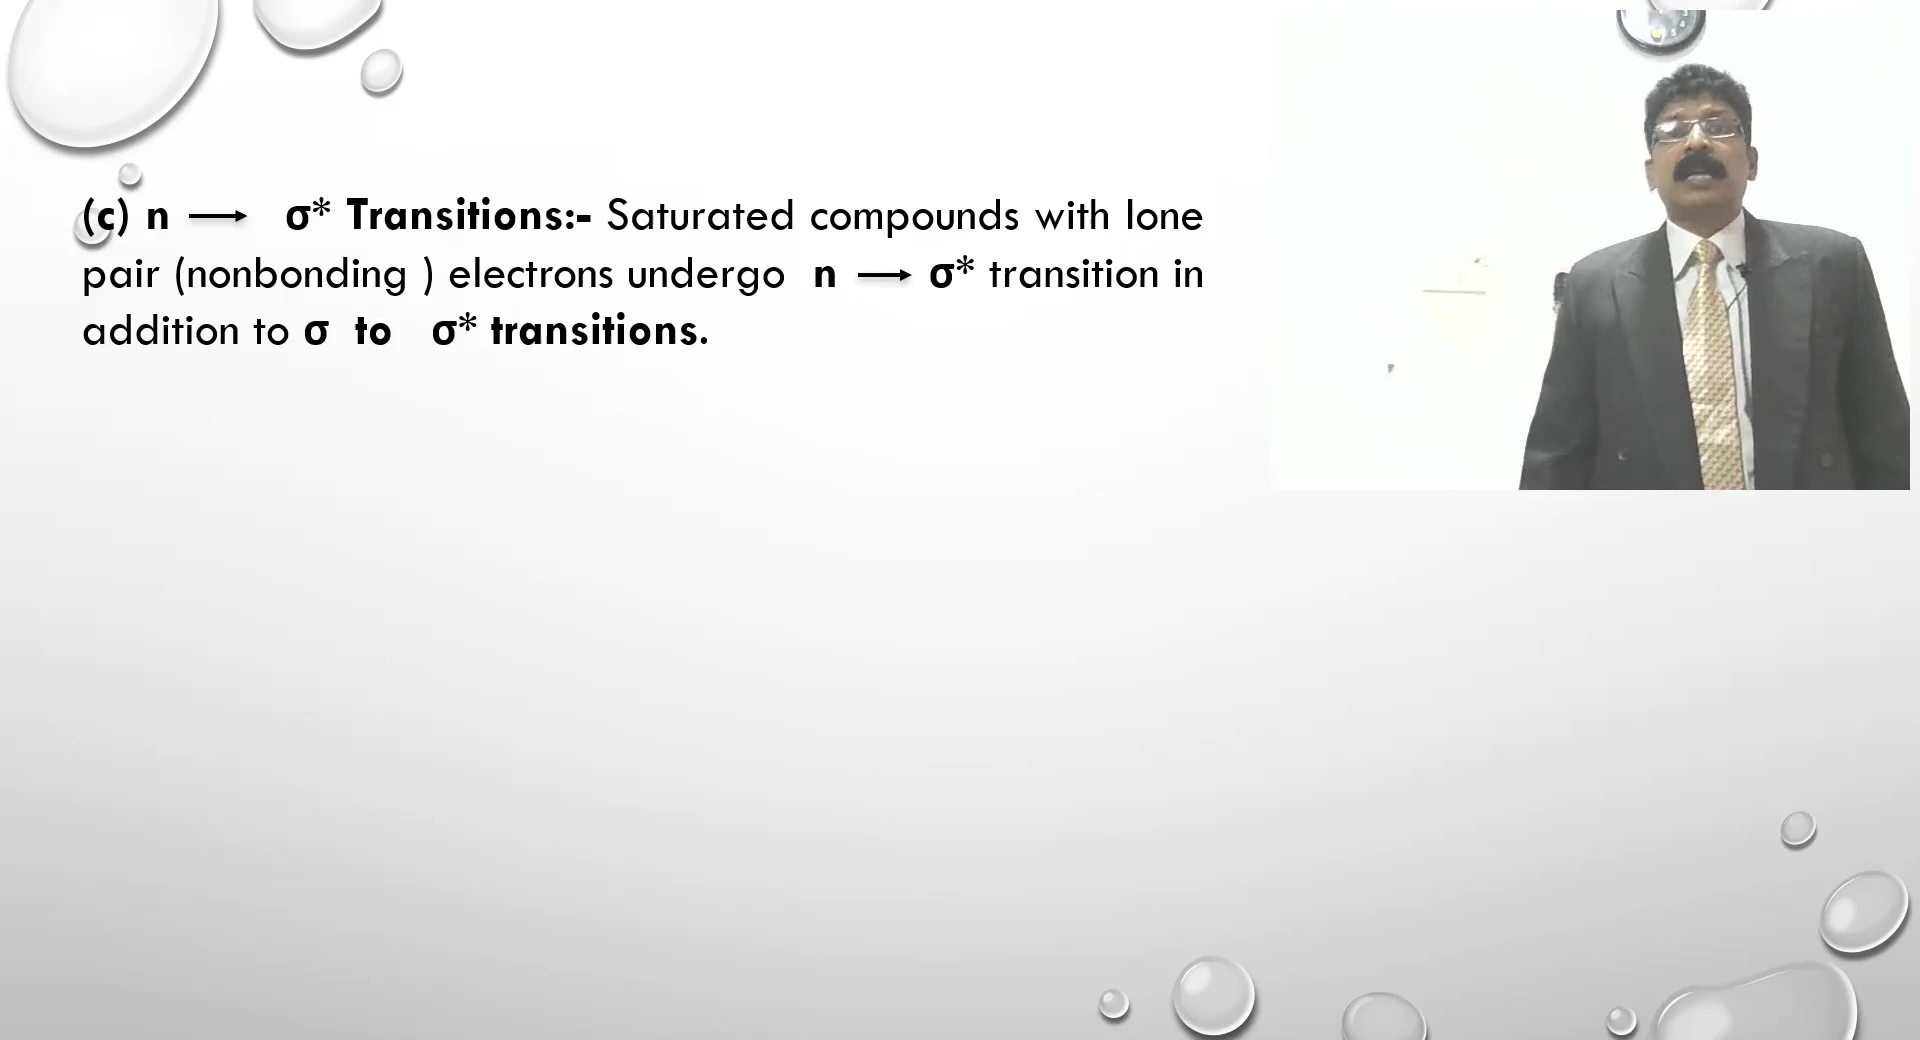 (c) n ⟶ σ* Transitions:- Saturated compounds with lone
pair (nonbonding ) electrons undergo n ⟶ σ* transition in
addition to σ to σ* transitions.